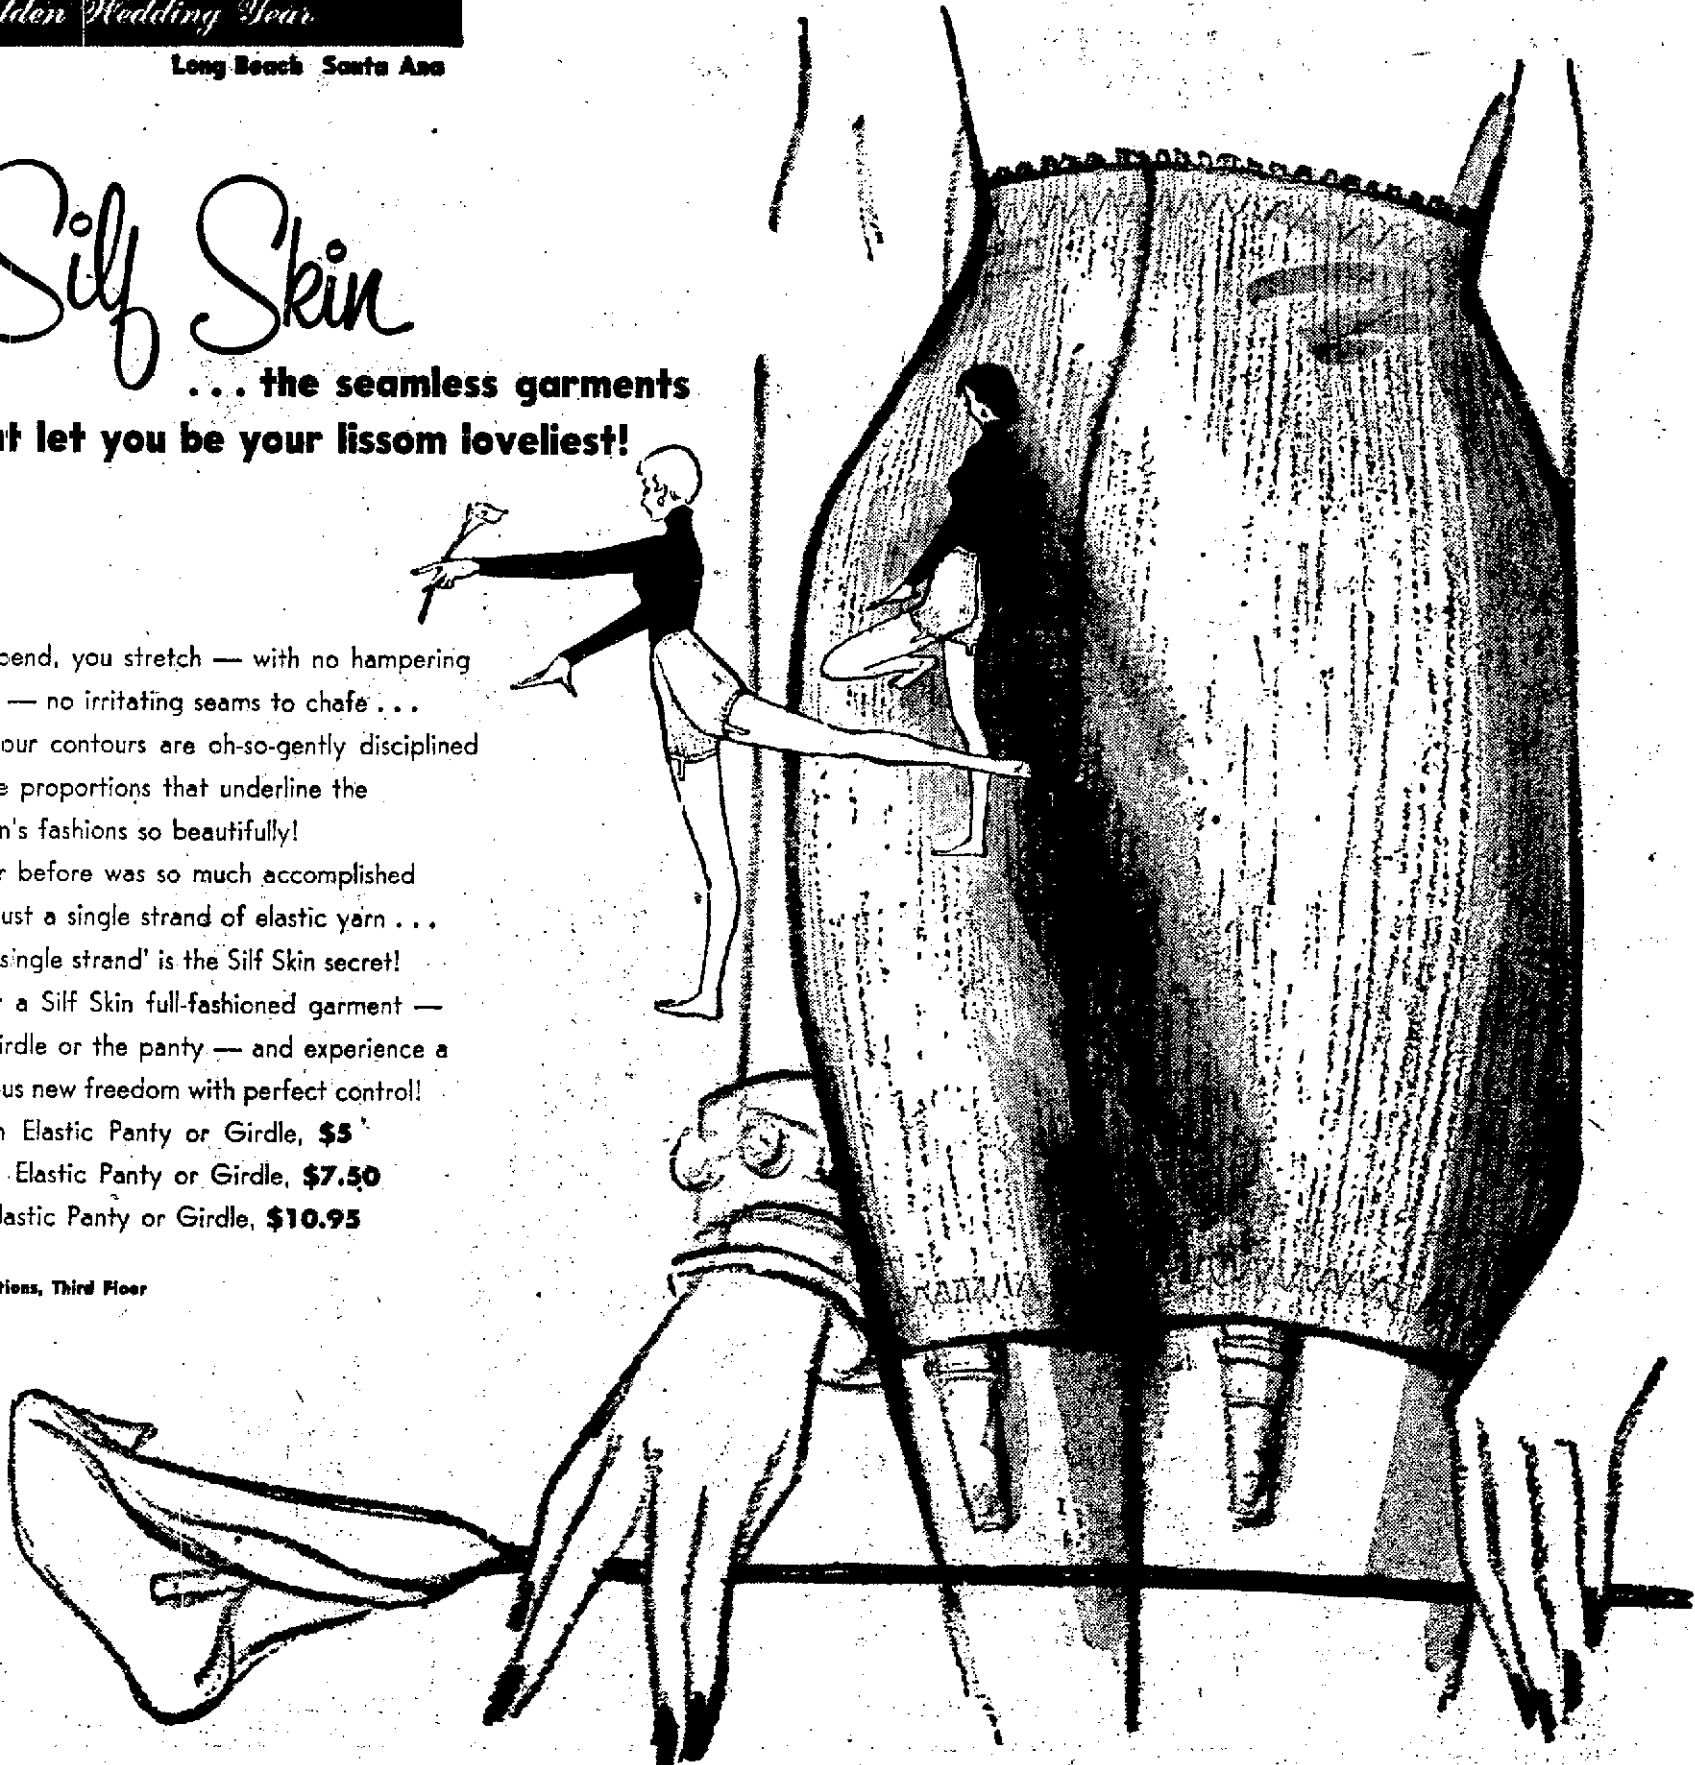 lden Wedding Year
Long Beach Santa Ana
Silf Skin
... the seamless garments
at let you be your lissom loveliest!
bend, you stretch — with no hampering
— no irritating seams to chafe ...
our contours are oh-so-gently disciplined
e proportions that underline the
n's fashions so beautifully!
r before was so much accomplished
ust a single strand of elastic yarn ...
single strand' is the Silf Skin secret!
r a Silf Skin full-fashioned garment —
irdle or the panty — and experience a
us new freedom with perfect control!
n Elastic Panty or Girdle, $5
Elastic Panty or Girdle, $7.50
lastic Panty or Girdle, $10.95
tions, Third Floor